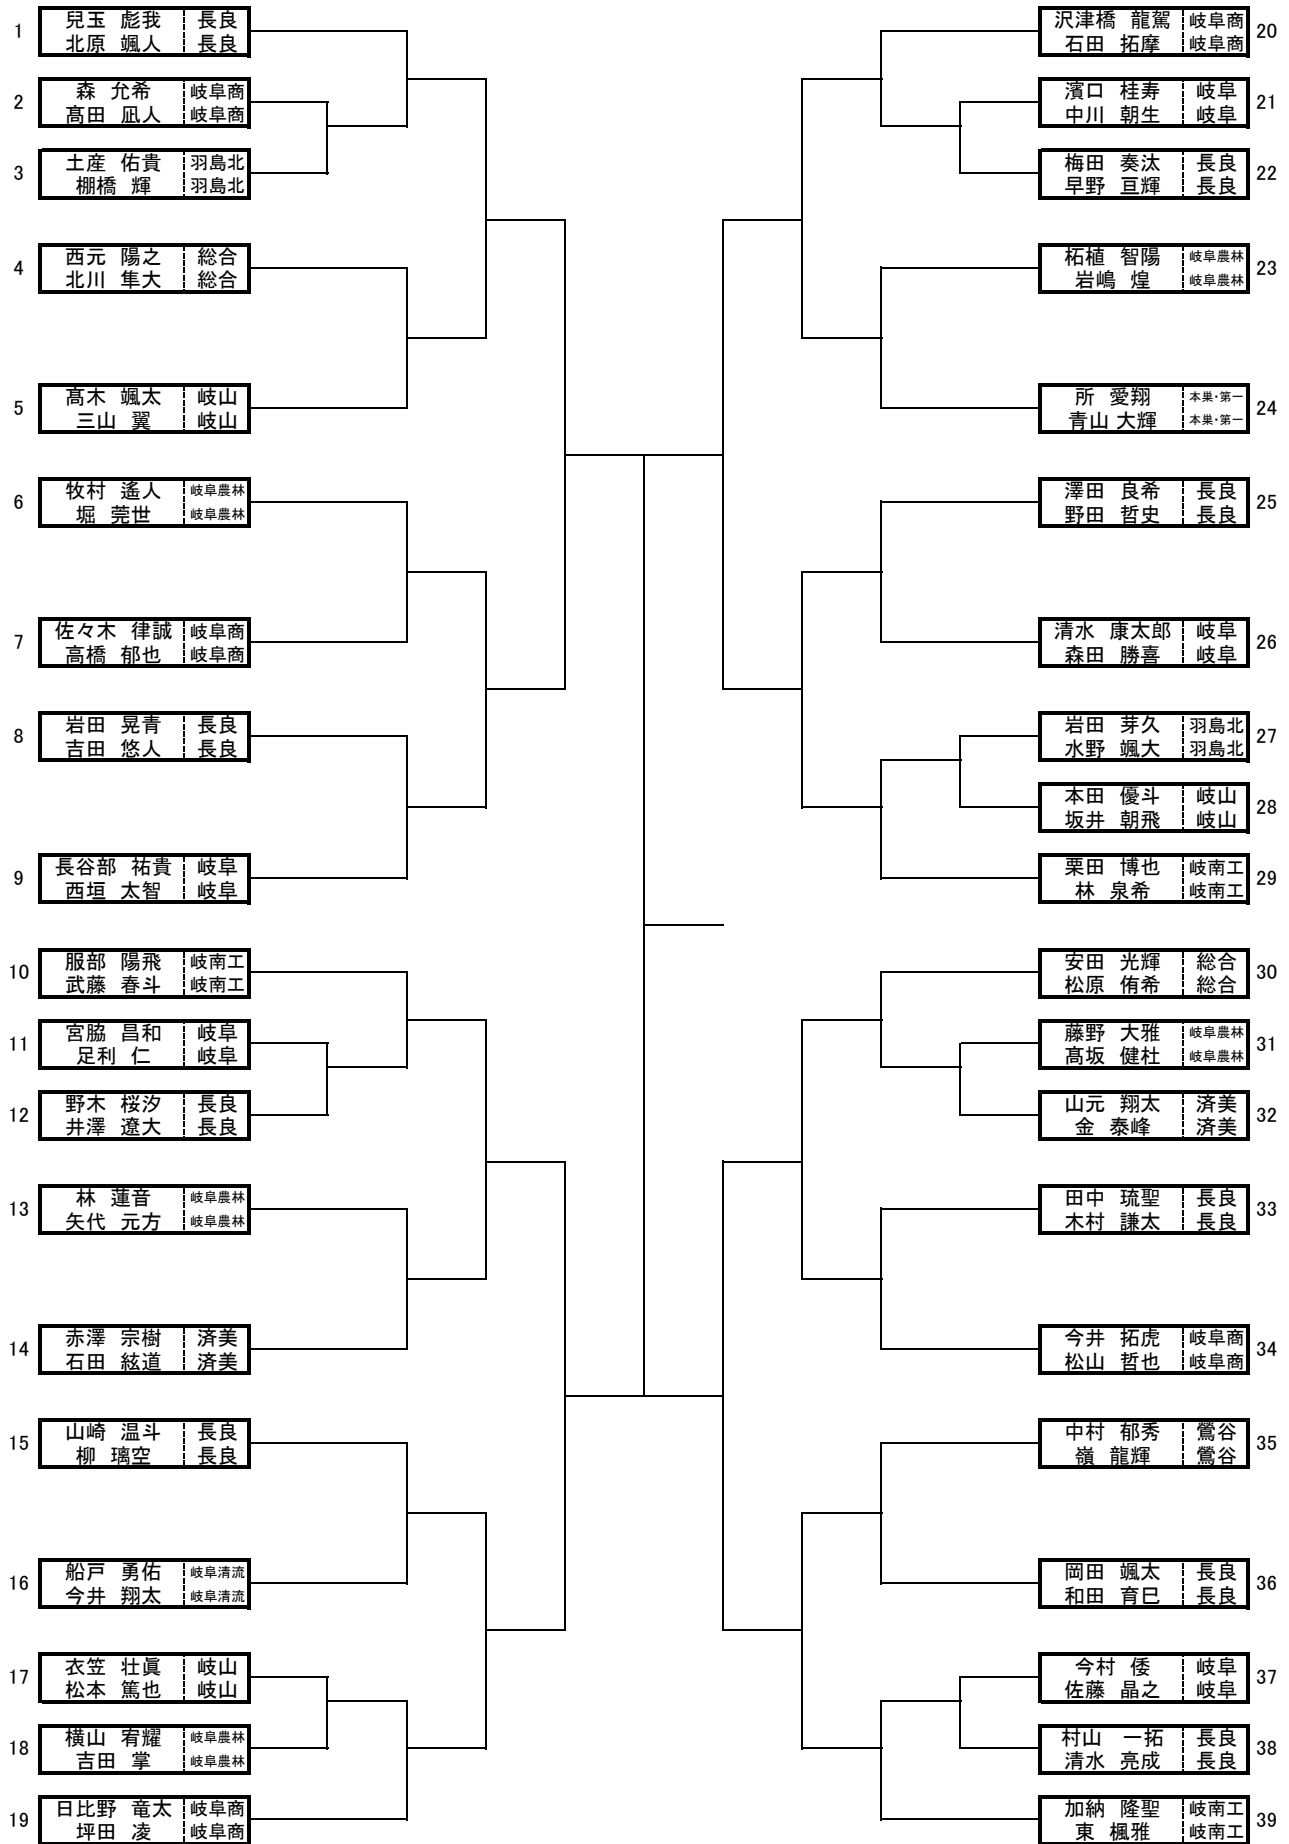 1 兒玉 彪我 長良
北原 颯人 長良
2 森 允希 岐阜商
髙田 凪人 岐阜商
3 土産 佑貴 羽島北
棚橋 輝 羽島北
4 西元 陽之 総合
北川 隼大 総合
5 髙木 颯太 岐山
三山 翼 岐山
6 牧村 遙人 岐阜農林
堀 莞世 岐阜農林
7 佐々木 律誠 岐阜商
高橋 郁也 岐阜商
8 岩田 晃青 長良
吉田 悠人 長良
9 長谷部 祐貴 岐阜
西垣 太智 岐阜
10 服部 陽飛 岐南工
武藤 春斗 岐南工
11 宮脇 昌和 岐阜
足利 仁 岐阜
12 野木 桜汐 長良
井澤 遼大 長良
13 林 蓮音 岐阜農林
矢代 元方 岐阜農林
14 赤澤 宗樹 済美
石田 絃道 済美
15 山崎 温斗 長良
柳 璃空 長良
16 船戸 勇佑 岐阜清流
今井 翔太 岐阜清流
17 衣笠 壮眞 岐山
松本 篤也 岐山
18 横山 宥耀 岐阜農林
吉田 掌 岐阜農林
19 日比野 竜太 岐阜商
坪田 凌 岐阜商
沢津橋 龍駕 岐阜商 20
石田 拓摩 岐阜商
濱口 桂寿 岐阜 21
中川 朝生 岐阜
梅田 奏汰 長良 22
早野 亘輝 長良
柘植 智陽 岐阜農林 23
岩嶋 煌 岐阜農林
所 愛翔 本巣・第一 24
青山 大輝 本巣・第一
澤田 良希 長良 25
野田 哲史 長良
清水 康太郎 岐阜 26
森田 勝喜 岐阜
岩田 芽久 羽島北 27
水野 颯大 羽島北
本田 優斗 岐山 28
坂井 朝飛 岐山
栗田 博也 岐南工 29
林 泉希 岐南工
安田 光輝 総合 30
松原 侑希 総合
藤野 大雅 岐阜農林 31
髙坂 健杜 岐阜農林
山元 翔太 済美 32
金 泰峰 済美
田中 琉聖 長良 33
木村 謙太 長良
今井 拓虎 岐阜商 34
松山 哲也 岐阜商
中村 郁秀 鶯谷 35
嶺 龍輝 鶯谷
岡田 颯太 長良 36
和田 育巳 長良
今村 倭 岐阜 37
佐藤 晶之 岐阜
村山 一拓 長良 38
清水 亮成 長良
加納 隆聖 岐南工 39
東 楓雅 岐南工